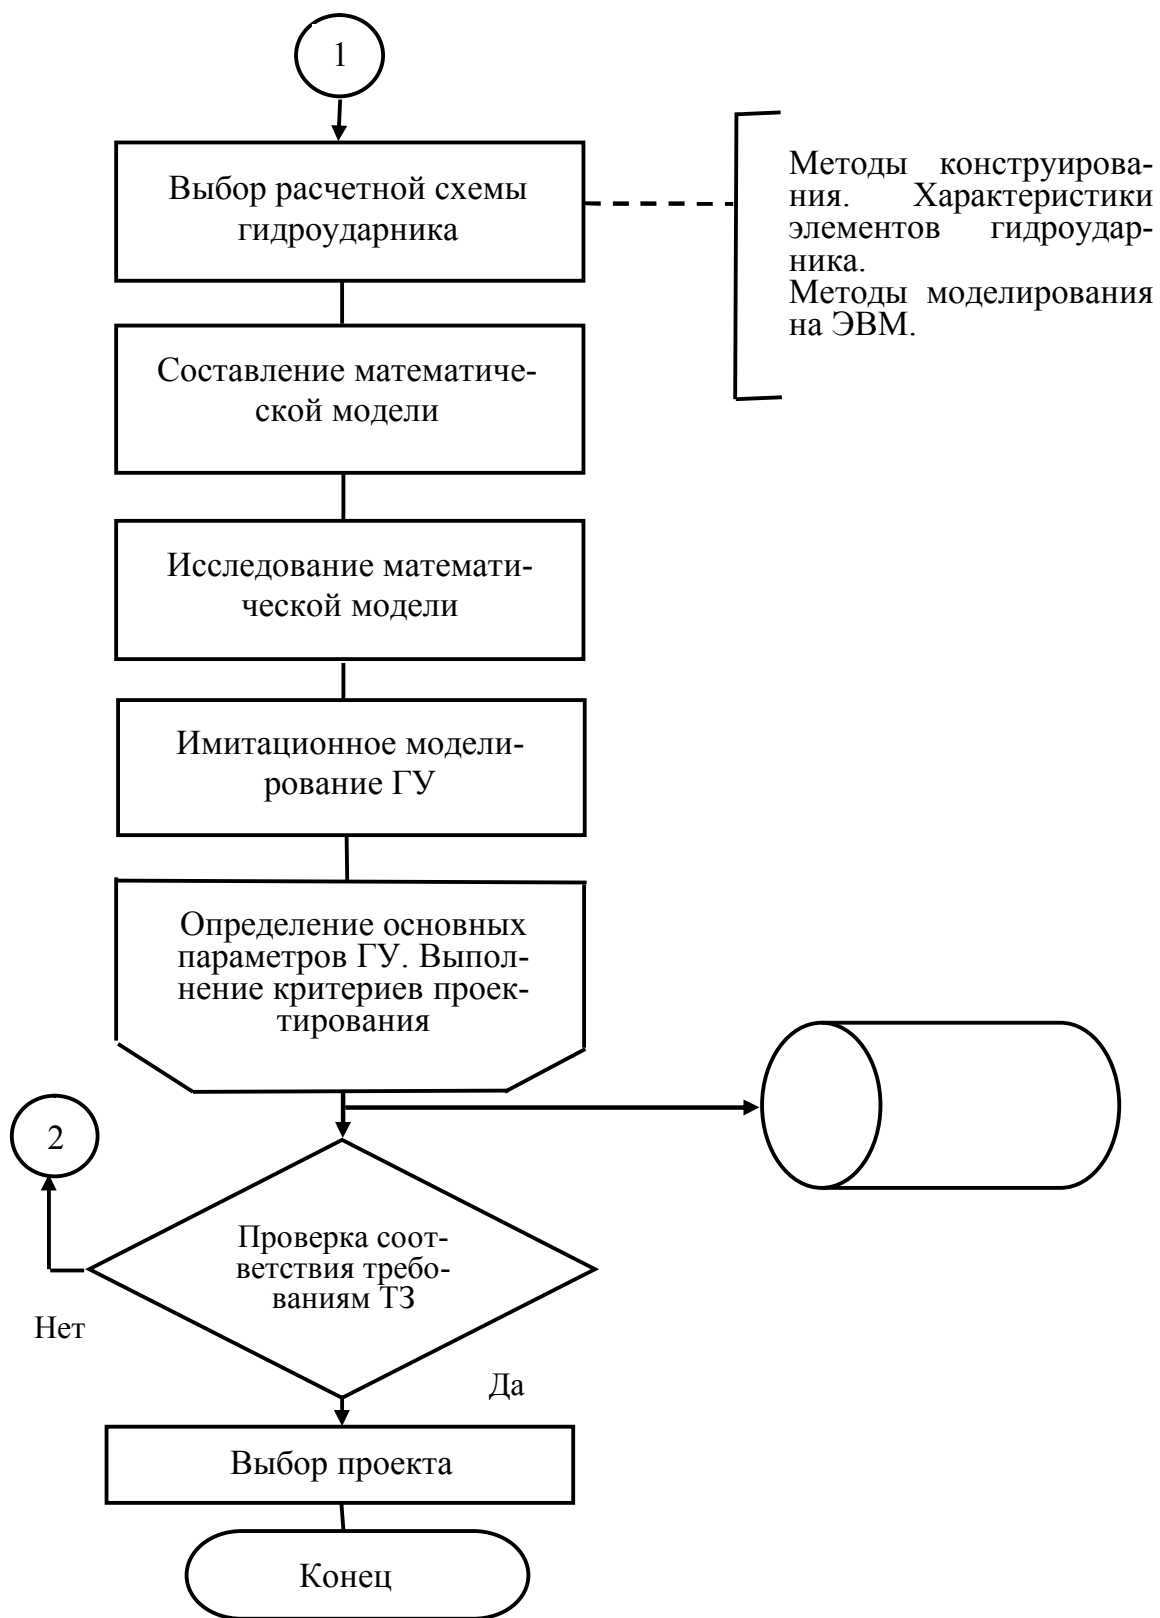 1
Выбор расчетной схемы
гидроударника
Методы конструирова-
ния. Характеристики
элементов гидроудар-
ника.
Методы моделирования
на ЭВМ.
Составление математиче-
ской модели
Исследование математи-
ческой модели
Имитационное модели-
рование ГУ
Определение основных
параметров ГУ. Выпол-
нение критериев проек-
тирования
2
Проверка соот-
ветствия требо-
ваниям ТЗ
Нет
Да
Выбор проекта
Конец